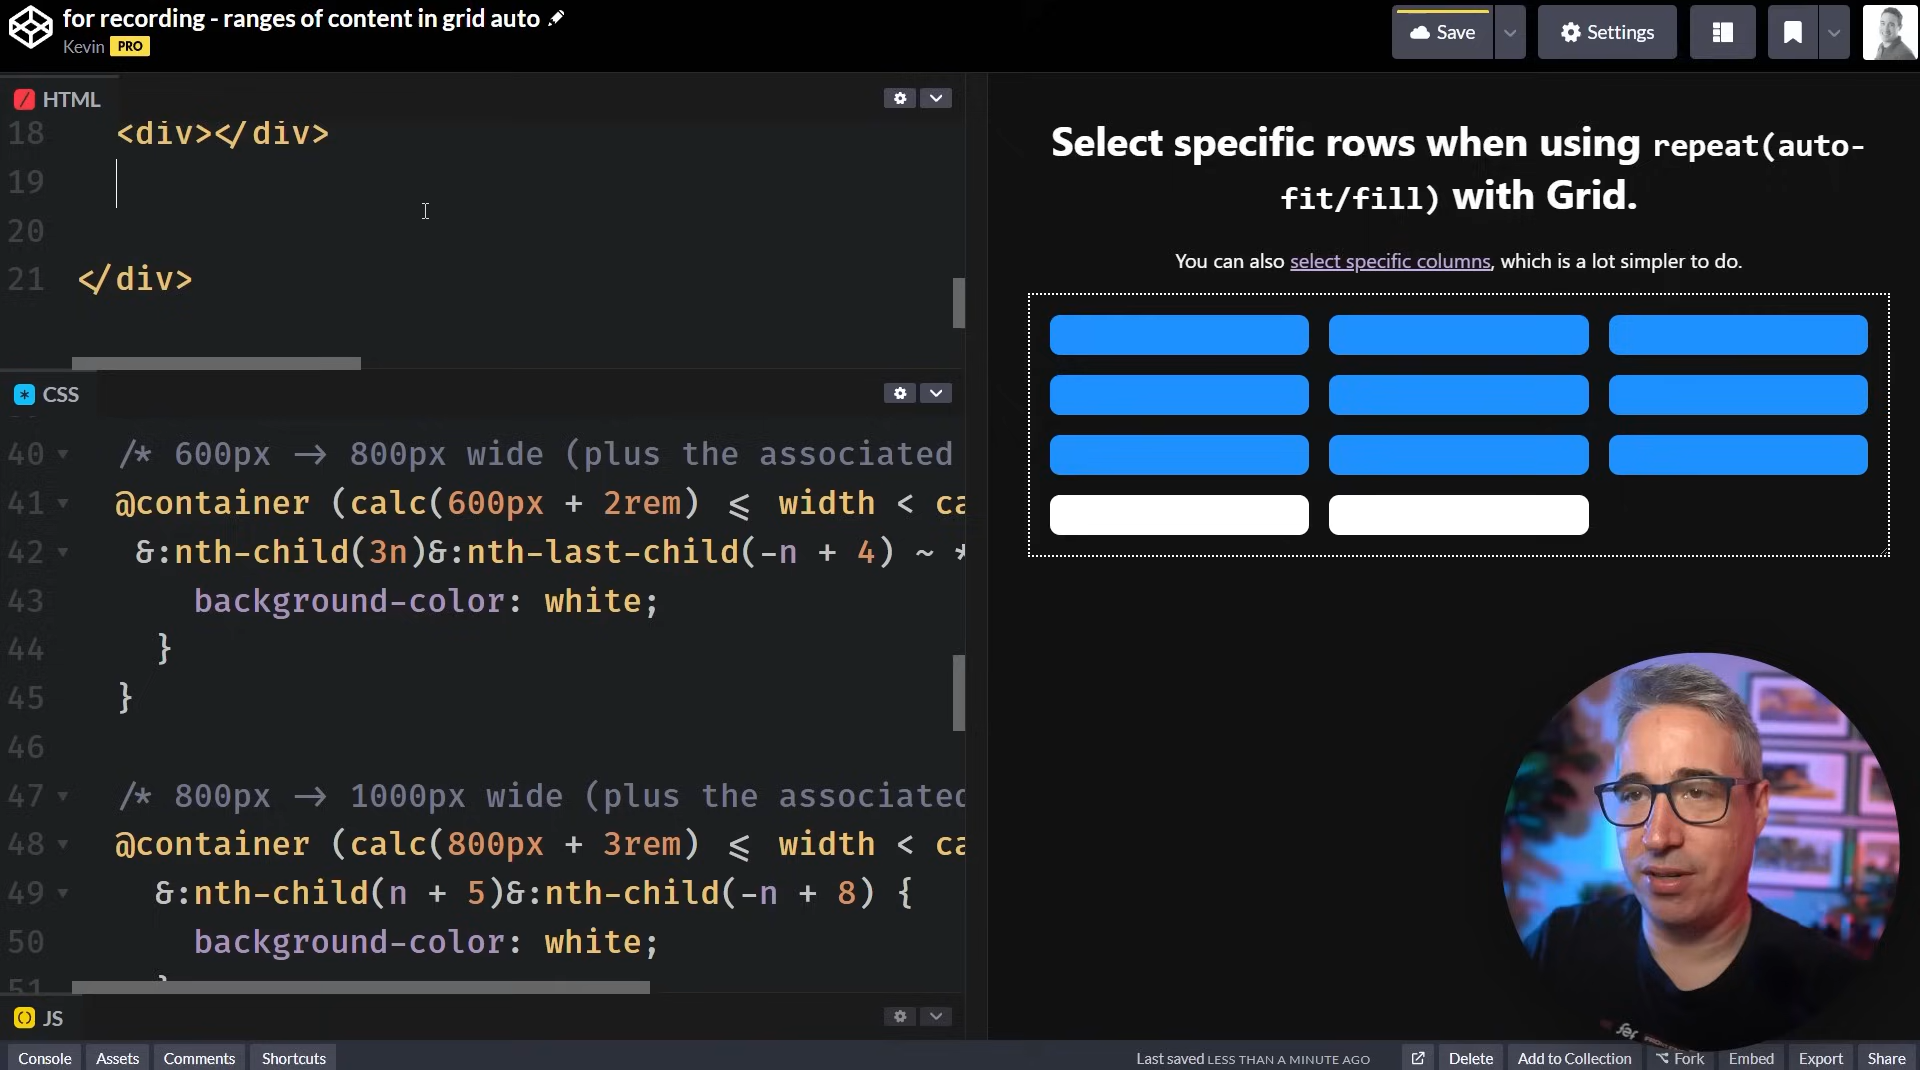 for recording - ranges of content in grid auto
Kevin PRO
Save
Settings
HTML
18 <div></div>
19
20
21 </div>
CSS
40 /* 600px -> 800px wide (plus the associated
41 @container (calc(600px + 2rem) <= width < ca
42 &:nth-child(3n)&:nth-last-child(-n + 4) ~ *
43 background-color: white;
44 }
45 }
46
47 /* 800px -> 1000px wide (plus the associated
48 @container (calc(800px + 3rem) <= width < ca
49 &:nth-child(n + 5)&:nth-child(-n + 8) {
50 background-color: white;
51 }
JS
Select specific rows when using repeat(auto-
fit/fill) with Grid.
You can also select specific columns, which is a lot simpler to do.
Console Assets Comments Shortcuts
Last saved LESS THAN A MINUTE AGO
Delete Add to Collection Fork Embed Export Share